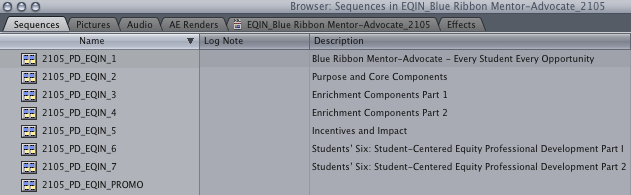 Browser: Sequences in EQIN_Blue Ribbon Mentor-Advocate_2105
Sequences Pictures Audio AE Renders EQIN_Blue Ribbon Mentor-Advocate_2105 Effects
Name Log Note Description
2105_PD_EQIN_1 Blue Ribbon Mentor-Advocate - Every Student Every Opportunity
2105_PD_EQIN_2 Purpose and Core Components
2105_PD_EQIN_3 Enrichment Components Part 1
2105_PD_EQIN_4 Enrichment Components Part 2
2105_PD_EQIN_5 Incentives and Impact
2105_PD_EQIN_6 Students' Six: Student-Centered Equity Professional Development Part I
2105_PD_EQIN_7 Students' Six: Student-Centered Equity Professional Development Part 2
2105_PD_EQIN_PROMO